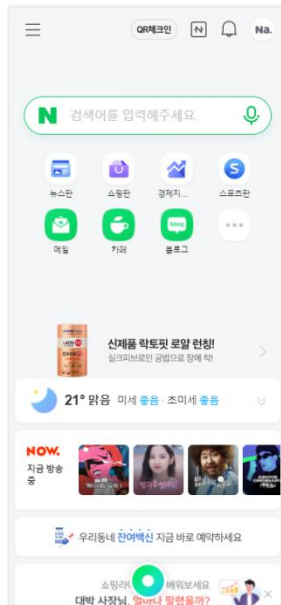 QR체크인
N
Na.
N 검색어를 입력해주세요.
뉴스판 쇼핑판 경제지... 스포츠판
S
blog
메일 카페 블로그
신제품 락토핏 로얄 런칭!
실크피브로인 공법으로 장에 착!
21° 맑음 미세 좋음 · 초미세 좋음
NOW.
지금 방송
중
우리동네 잔여백신 지금 바로 예약하세요
쇼핑라 배워보세요
대박 사장님, 얼마나 팔렸을까?